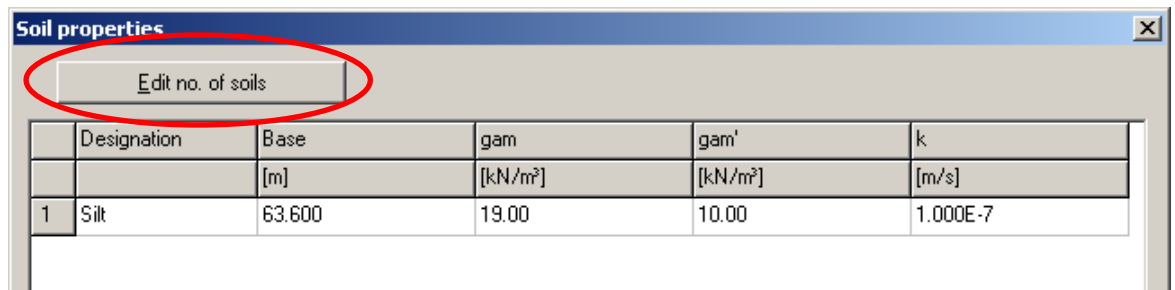 Soil properties
Edit no. of soils
Designation Base gam gam' k
[m] [kN/m³] [kN/m³] [m/s]
1 Silt 63.600 19.00 10.00 1.000E-7